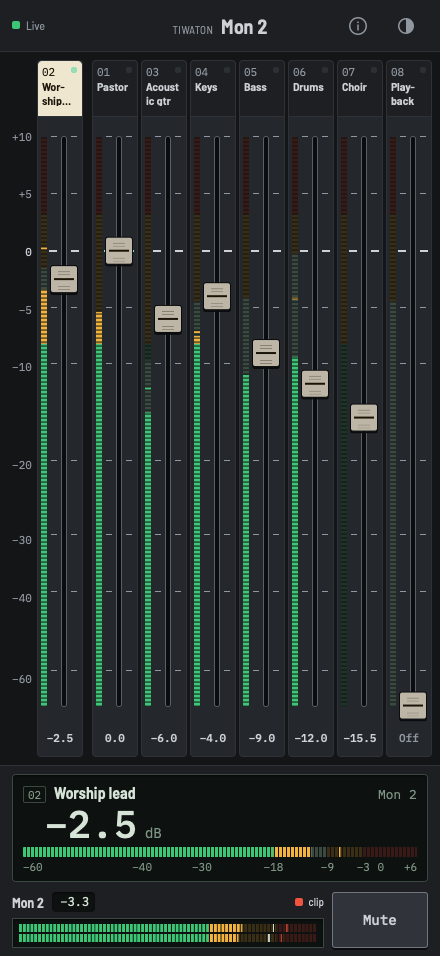 Live
TIWATON Mon 2
02 01 03 04 05 06 07 08
Wor- Pastor Acoust Keys Bass Drums Choir Play-
ship… ic gtr back
+10
+5
0
−5
−10
−20
−30
−40
−60
−2.5 0.0 −6.0 −4.0 −9.0 −12.0 −15.5 Off
02 Worship lead Mon 2
−2.5 dB
−60 −40 −30 −18 −9 −3 0 +6
Mon 2 −3.3 clip
Mute